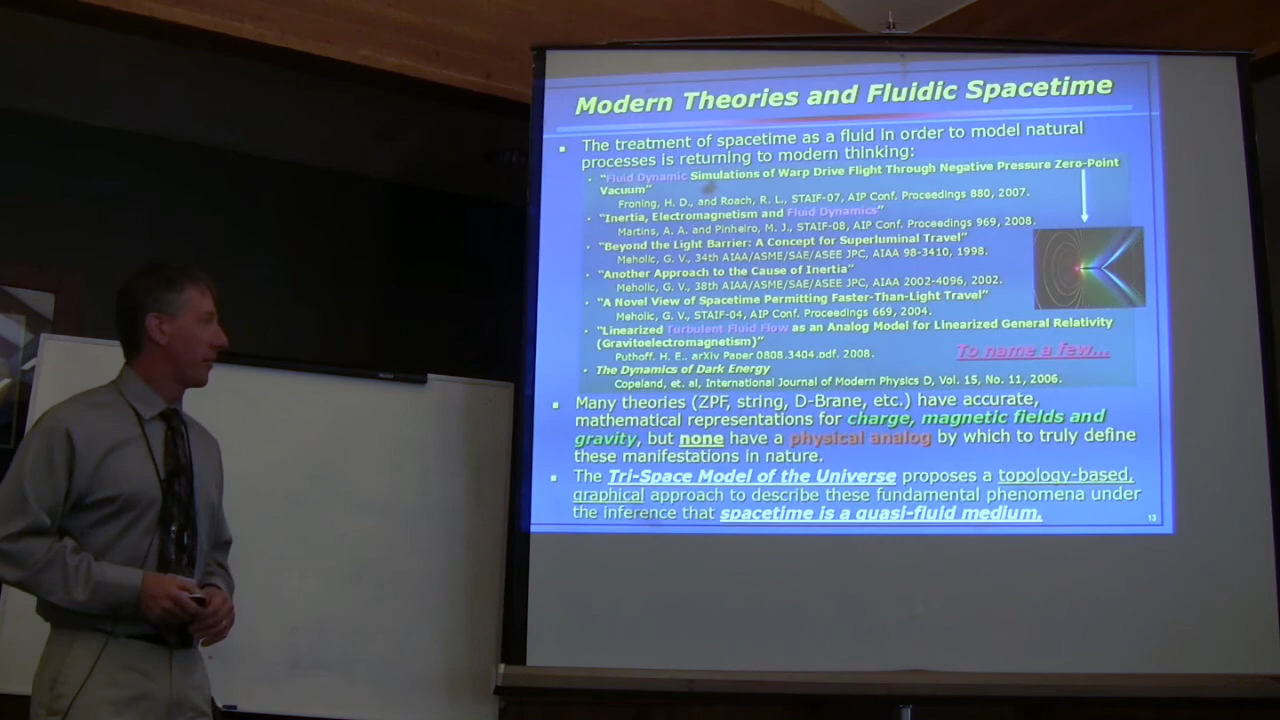 Modern Theories and Fluidic Spacetime
▪ The treatment of spacetime as a fluid in order to model natural
processes is returning to modern thinking:
• "Fluid Dynamic Simulations of Warp Drive Flight Through Negative Pressure Zero-Point
Vacuum"
Froning, H. D., and Roach, R. L., STAIF-07, AIP Conf. Proceedings 880, 2007.
• "Inertia, Electromagnetism and Fluid Dynamics"
Martins, A. A. and Pinheiro, M. J., STAIF-08, AIP Conf. Proceedings 969, 2008.
• "Beyond the Light Barrier: A Concept for Superluminal Travel"
Meholic, G. V., 34th AIAA/ASME/SAE/ASEE JPC, AIAA 98-3410, 1998.
• "Another Approach to the Cause of Inertia"
Meholic, G. V., 38th AIAA/ASME/SAE/ASEE JPC, AIAA 2002-4096, 2002.
• "A Novel View of Spacetime Permitting Faster-Than-Light Travel"
Meholic, G. V., STAIF-04, AIP Conf. Proceedings 669, 2004.
• "Linearized Turbulent Fluid Flow as an Analog Model for Linearized General Relativity
(Gravitoelectromagnetism)"
Puthoff, H. E., arXiv Paper 0808.3404.pdf, 2008.
To name a few...
• The Dynamics of Dark Energy
Copeland, et. al, International Journal of Modern Physics D, Vol. 15, No. 11, 2006.
▪ Many theories (ZPF, string, D-Brane, etc.) have accurate,
mathematical representations for charge, magnetic fields and
gravity, but none have a physical analog by which to truly define
these manifestations in nature.
▪ The Tri-Space Model of the Universe proposes a topology-based,
graphical approach to describe these fundamental phenomena under
the inference that spacetime is a quasi-fluid medium.
13